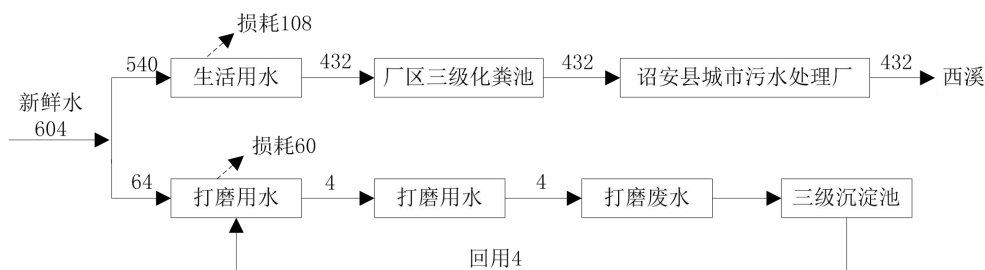 损耗108
540
生活用水
432
厂区三级化粪池
432
诏安县城市污水处理厂
432
西溪
新鲜水
604
损耗60
64
打磨用水
4
打磨用水
4
打磨废水
三级沉淀池
回用4